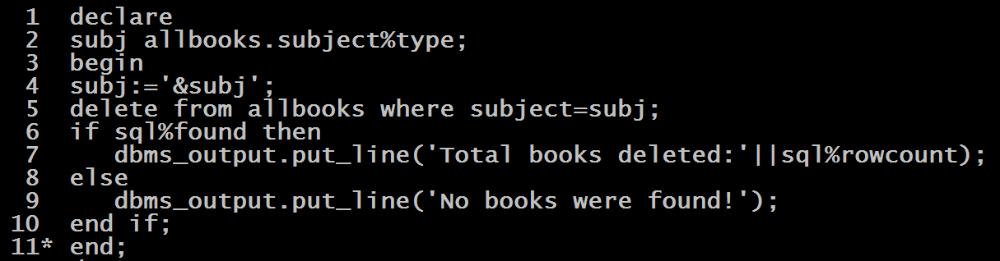 1 declare
2 subj allbooks.subject%type;
3 begin
4 subj:='&subj';
5 delete from allbooks where subject=subj;
6 if sql%found then
7 dbms_output.put_line('Total books deleted:'||sql%rowcount);
8 else
9 dbms_output.put_line('No books were found!');
10 end if;
11* end;